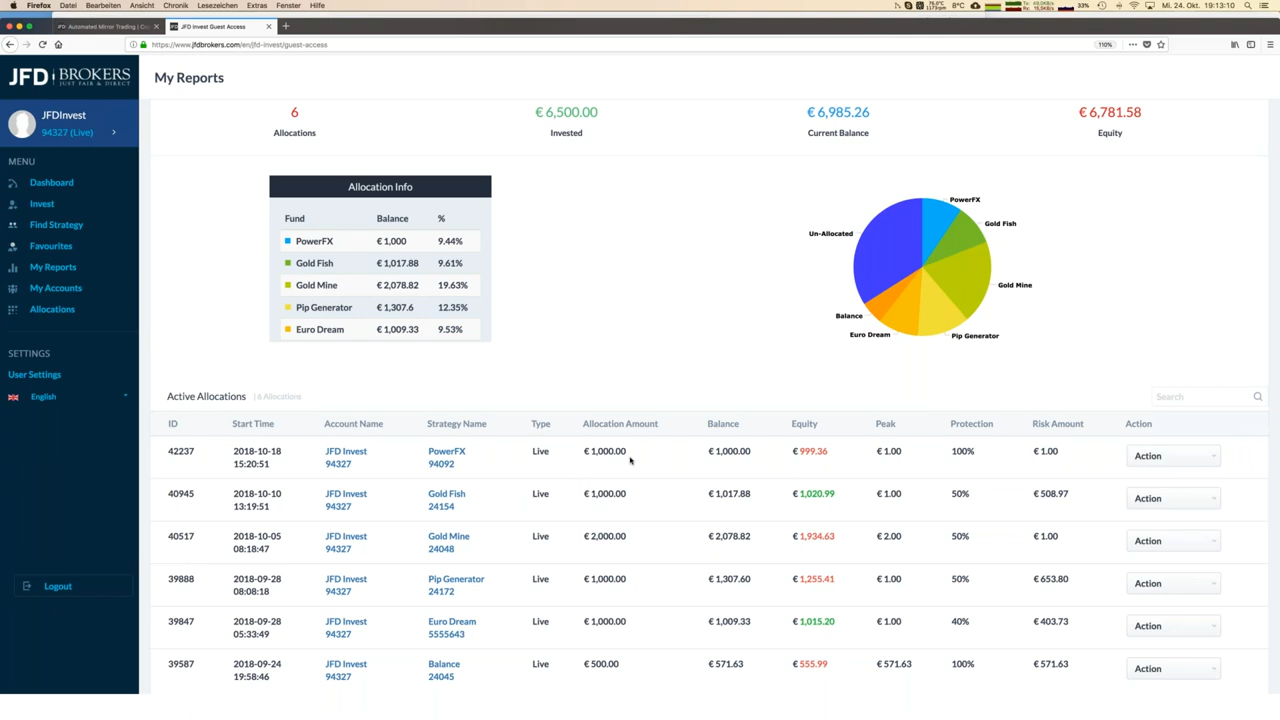 Firefox Datei Bearbeiten Ansicht Chronik Lesezeichen Extras Fenster Hilfe 8°C 33% Mi. 24. Okt. 19:13:10
Automated Mirror Trading | Co JFD Invest Guest Access
https://www.jfdbrokers.com/en/jfd-invest/guest-access 110%
JFD BROKERS
JUST FAIR & DIRECT
My Reports
JFDInvest
94327 (Live)
MENU
Dashboard
Invest
Find Strategy
Favourites
My Reports
My Accounts
Allocations
SETTINGS
User Settings
English
Logout
6 € 6,500.00 € 6,985.26 € 6,781.58
Allocations Invested Current Balance Equity
Allocation Info
Fund Balance %
PowerFX € 1,000 9.44%
Gold Fish € 1,017.88 9.61%
Gold Mine € 2,078.82 19.63%
Pip Generator € 1,307.6 12.35%
Euro Dream € 1,009.33 9.53%
PowerFX
Gold Fish
Un-Allocated
Gold Mine
Balance
Euro Dream
Pip Generator
Active Allocations | 6 Allocations Search
ID Start Time Account Name Strategy Name Type Allocation Amount Balance Equity Peak Protection Risk Amount Action
42237 2018-10-18 JFD Invest PowerFX Live € 1,000.00 € 1,000.00 € 999.36 € 1.00 100% € 1.00 Action
15:20:51 94327 94092
40945 2018-10-10 JFD Invest Gold Fish Live € 1,000.00 € 1,017.88 € 1,020.99 € 1.00 50% € 508.97 Action
13:19:51 94327 24154
40517 2018-10-05 JFD Invest Gold Mine Live € 2,000.00 € 2,078.82 € 1,934.63 € 2.00 50% € 1.00 Action
08:18:47 94327 24048
39888 2018-09-28 JFD Invest Pip Generator Live € 1,000.00 € 1,307.60 € 1,255.41 € 1.00 50% € 653.80 Action
08:08:18 94327 24172
39847 2018-09-28 JFD Invest Euro Dream Live € 1,000.00 € 1,009.33 € 1,015.20 € 1.00 40% € 403.73 Action
05:33:49 94327 5555643
39587 2018-09-24 JFD Invest Balance Live € 500.00 € 571.63 € 555.99 € 571.63 100% € 571.63 Action
19:58:46 94327 24045